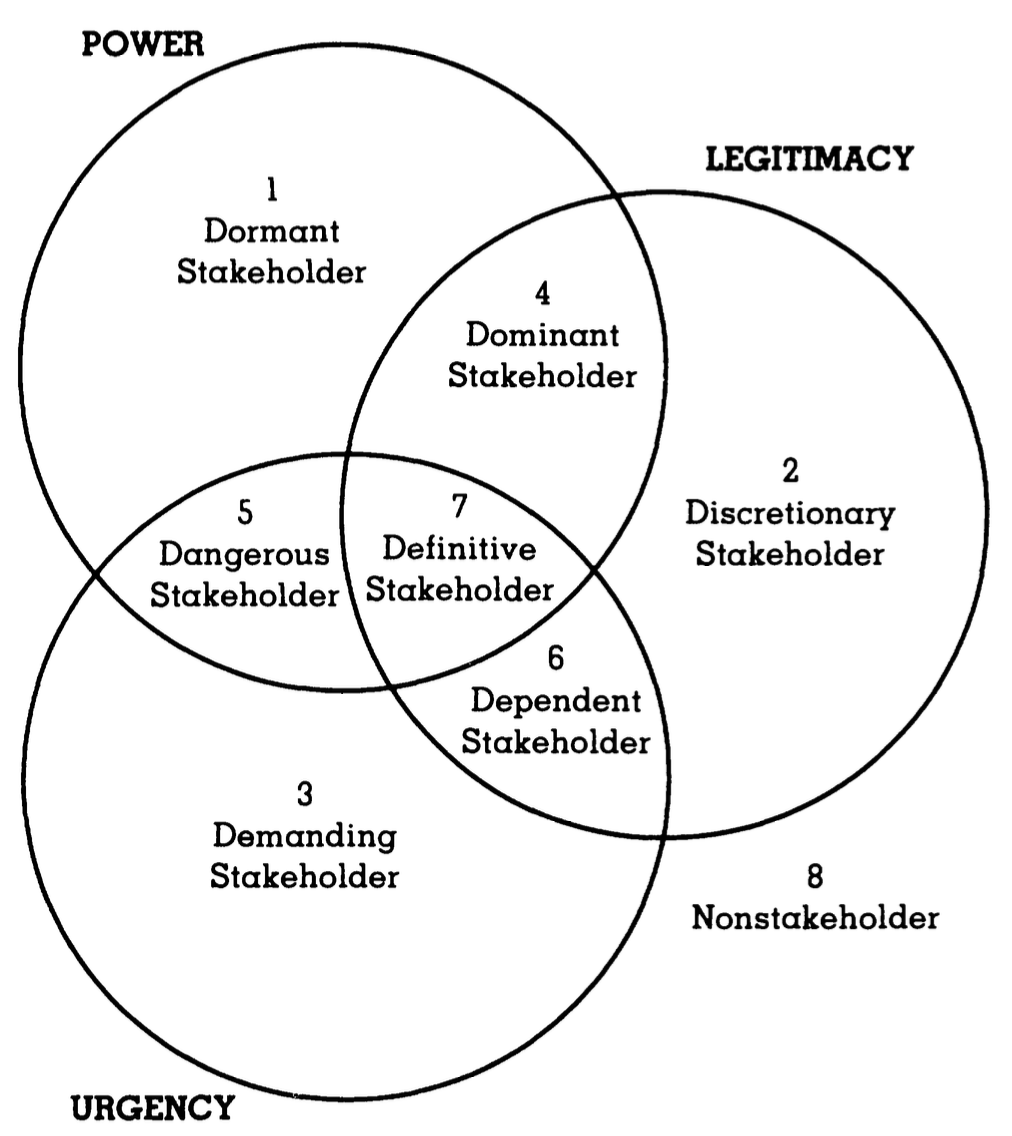 POWER
LEGITIMACY
1
Dormant
Stakeholder
4
Dominant
Stakeholder
2
Discretionary
Stakeholder
5
Dangerous
Stakeholder
7
Definitive
Stakeholder
6
Dependent
Stakeholder
3
Demanding
Stakeholder
8
Nonstakeholder
URGENCY